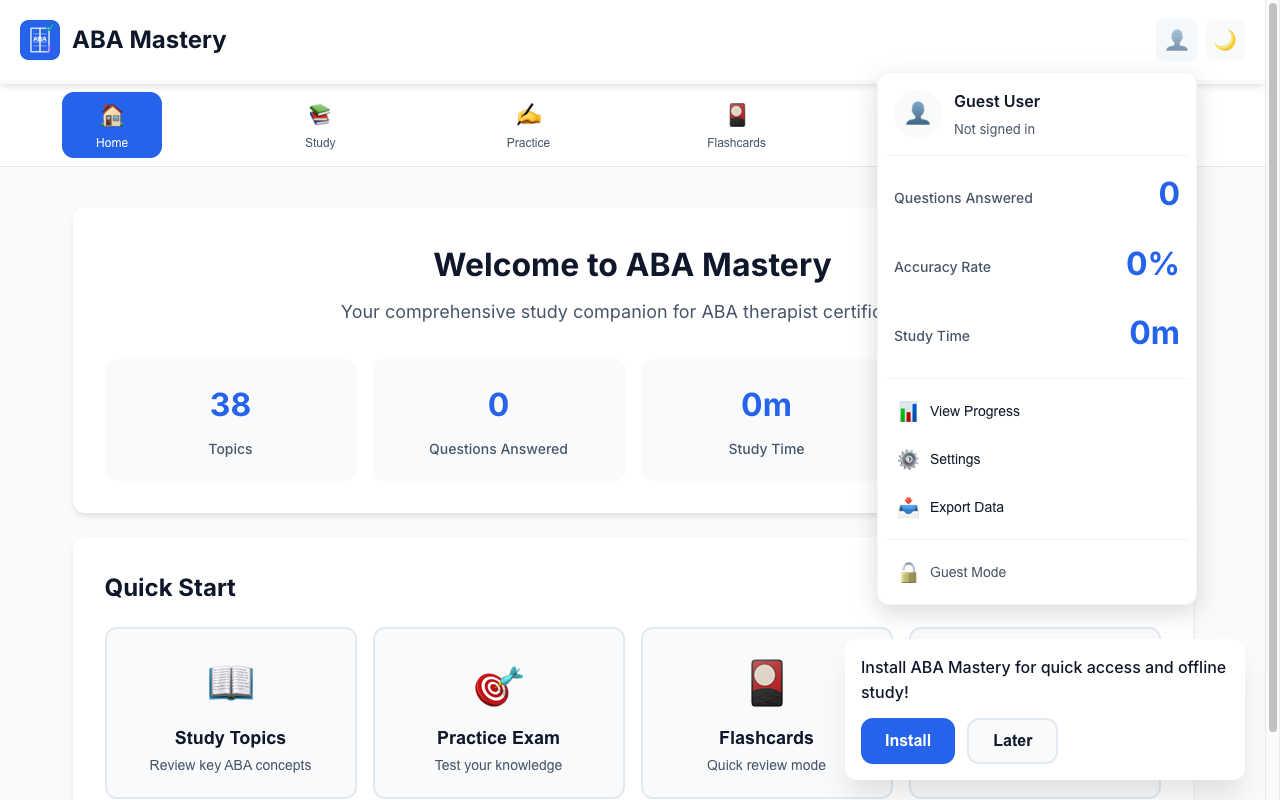 ABA Mastery
Home
Study
Practice
Flashcards
Guest User
Not signed in
Questions Answered
0
Accuracy Rate
0%
Study Time
0m
View Progress
Settings
Export Data
Guest Mode
Welcome to ABA Mastery
Your comprehensive study companion for ABA therapist
38
Topics
0
Questions Answered
0m
Study Time
Quick Start
Study Topics
Review key ABA concepts
Practice Exam
Test your knowledge
Flashcards
Quick review mode
Install ABA Mastery for quick access and offline
study!
Install
Later